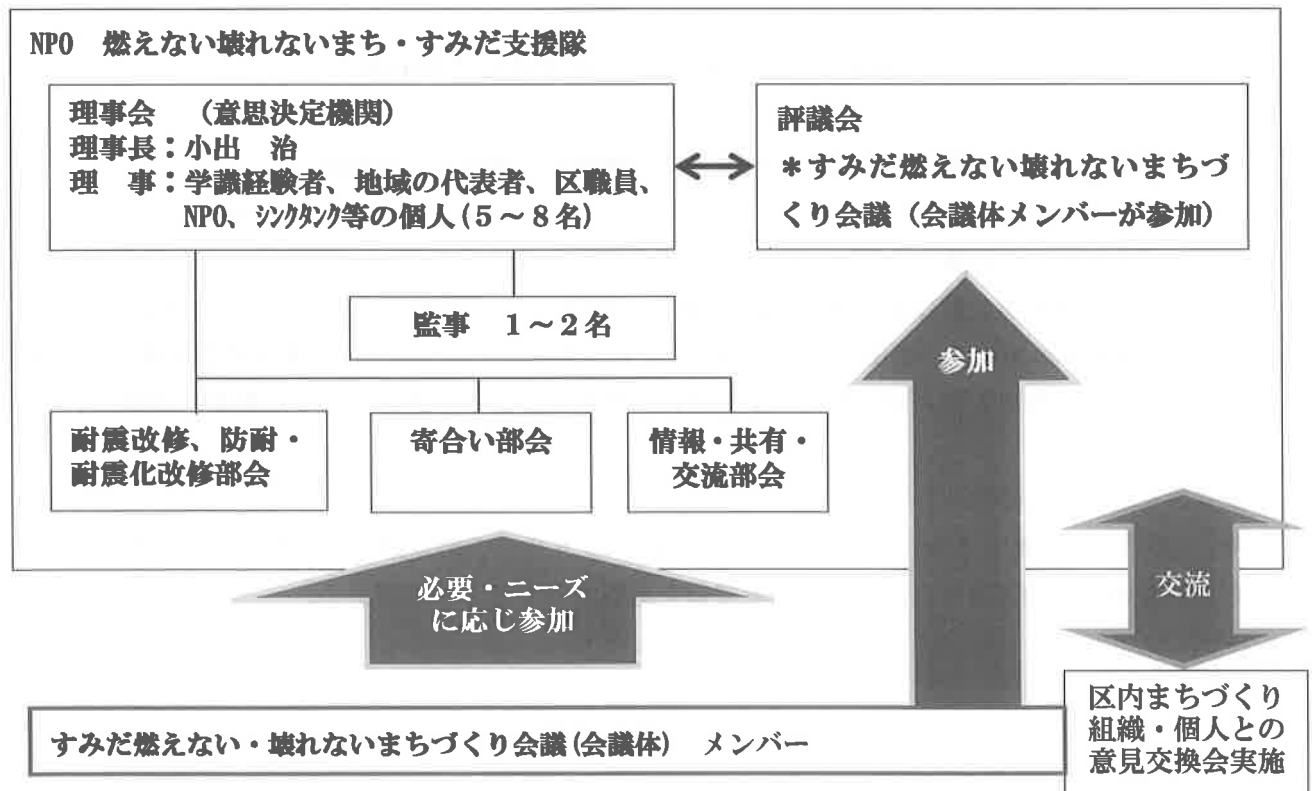 NPO 燃えない壊れないまち・すみだ支援隊
理事会 (意思決定機関)
理事長：小出 治
理 事：学識経験者、地域の代表者、区職員、
NPO、シンクタンク等の個人(5～8名)
評議会
＊すみだ燃えない壊れないまちづ
くり会議（会議体メンバーが参加）
監事 1～2名
参加
耐震改修、防耐・
耐震化改修部会
寄合い部会
情報・共有・
交流部会
必要・ニーズ
に応じ参加
交流
すみだ燃えない・壊れないまちづくり会議(会議体) メンバー
区内まちづくり
組織・個人との
意見交換会実施